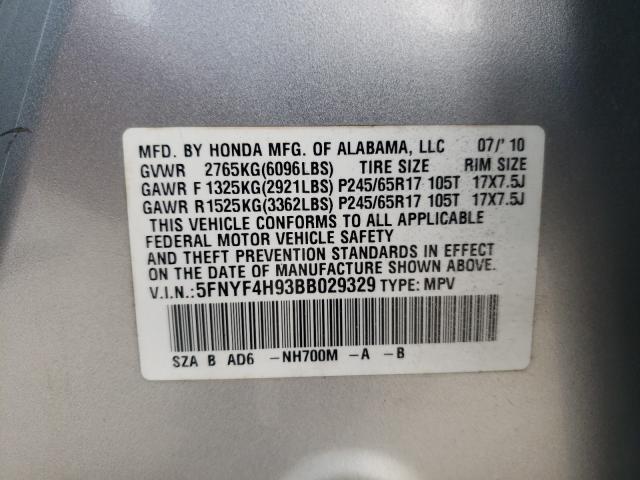 MFD. BY HONDA MFG. OF ALABAMA, LLC 07/'10
GVWR 2765KG(6096LBS) TIRE SIZE RIM SIZE
GAWR F 1325KG(2921LBS) P245/65R17 105T 17X7.5J
GAWR R 1525KG(3362LBS) P245/65R17 105T 17X7.5J
THIS VEHICLE CONFORMS TO ALL APPLICABLE
FEDERAL MOTOR VEHICLE SAFETY
AND THEFT PREVENTION STANDARDS IN EFFECT
ON THE DATE OF MANUFACTURE SHOWN ABOVE.
V.I.N.: 5FNYF4H93BB029329 TYPE: MPV
SZA B AD6 -NH700M -A -B